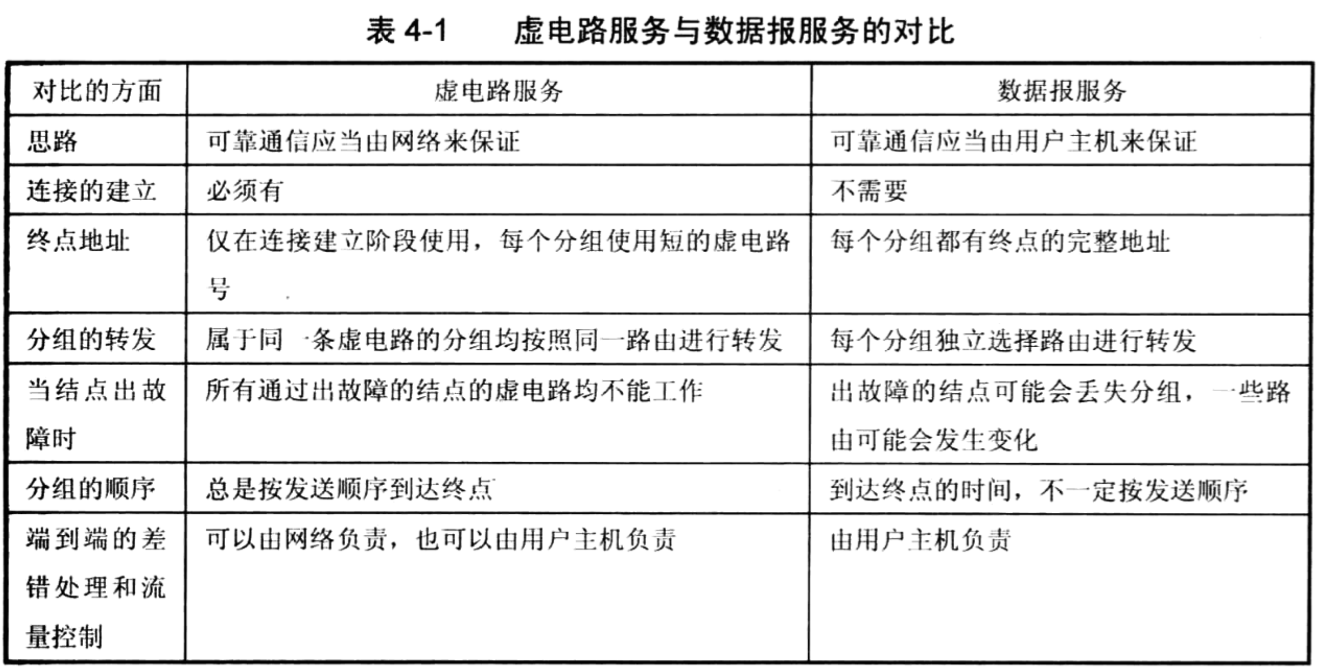 表 4-1 虚电路服务与数据报服务的对比
对比的方面 虚电路服务 数据报服务
思路 可靠通信应当由网络来保证 可靠通信应当由用户主机来保证
连接的建立 必须有 不需要
终点地址 仅在连接建立阶段使用，每个分组使用短的虚电路 每个分组都有终点的完整地址
号
分组的转发 属于同一条虚电路的分组均按照同一路由进行转发 每个分组独立选择路由进行转发
当结点出故 所有通过出故障的结点的虚电路均不能工作 出故障的结点可能会丢失分组，一些路
障时 由可能会发生变化
分组的顺序 总是按发送顺序到达终点 到达终点的时间，不一定按发送顺序
端到端的差 可以由网络负责，也可以由用户主机负责 由用户主机负责
错处理和流
量控制